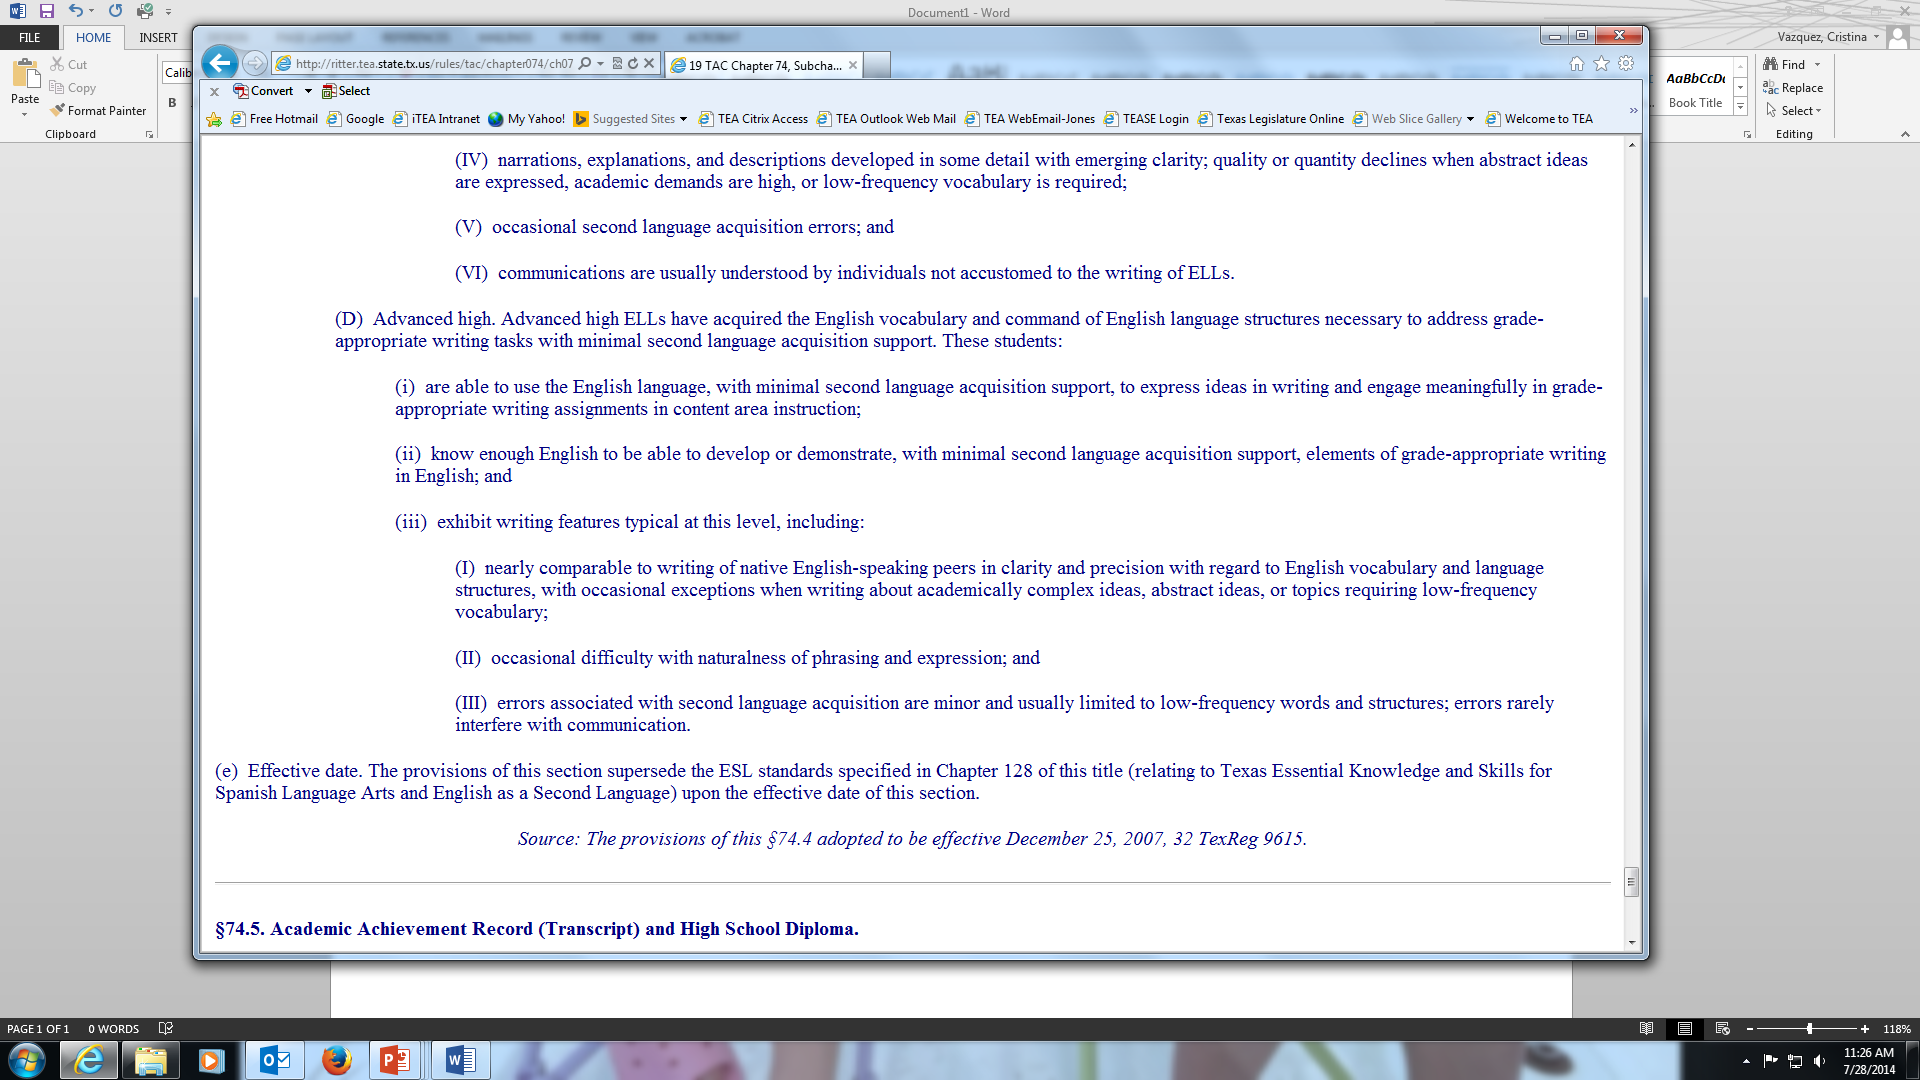 Document1 - Word
FILE HOME INSERT
Vazquez, Cristina
Paste
Cut
Copy
Format Painter
Clipboard
Calib
B
http://ritter.tea.state.tx.us/rules/tac/chapter074/ch07
19 TAC Chapter 74, Subcha...
Convert Select
Free Hotmail Google iTEA Intranet My Yahoo! Suggested Sites TEA Citrix Access TEA Outlook Web Mail TEA WebEmail-Jones TEASE Login Texas Legislature Online Web Slice Gallery Welcome to TEA
AaBbCcDc
Book Title
Find
Replace
Select
Editing
(IV) narrations, explanations, and descriptions developed in some detail with emerging clarity; quality or quantity declines when abstract ideas
are expressed, academic demands are high, or low-frequency vocabulary is required;
(V) occasional second language acquisition errors; and
(VI) communications are usually understood by individuals not accustomed to the writing of ELLs.
(D) Advanced high. Advanced high ELLs have acquired the English vocabulary and command of English language structures necessary to address grade-
appropriate writing tasks with minimal second language acquisition support. These students:
(i) are able to use the English language, with minimal second language acquisition support, to express ideas in writing and engage meaningfully in grade-
appropriate writing assignments in content area instruction;
(ii) know enough English to be able to develop or demonstrate, with minimal second language acquisition support, elements of grade-appropriate writing
in English; and
(iii) exhibit writing features typical at this level, including:
(I) nearly comparable to writing of native English-speaking peers in clarity and precision with regard to English vocabulary and language
structures, with occasional exceptions when writing about academically complex ideas, abstract ideas, or topics requiring low-frequency
vocabulary;
(II) occasional difficulty with naturalness of phrasing and expression; and
(III) errors associated with second language acquisition are minor and usually limited to low-frequency words and structures; errors rarely
interfere with communication.
(e) Effective date. The provisions of this section supersede the ESL standards specified in Chapter 128 of this title (relating to Texas Essential Knowledge and Skills for
Spanish Language Arts and English as a Second Language) upon the effective date of this section.
Source: The provisions of this §74.4 adopted to be effective December 25, 2007, 32 TexReg 9615.
§74.5. Academic Achievement Record (Transcript) and High School Diploma.
PAGE 1 OF 1 0 WORDS
118%
11:26 AM
7/28/2014